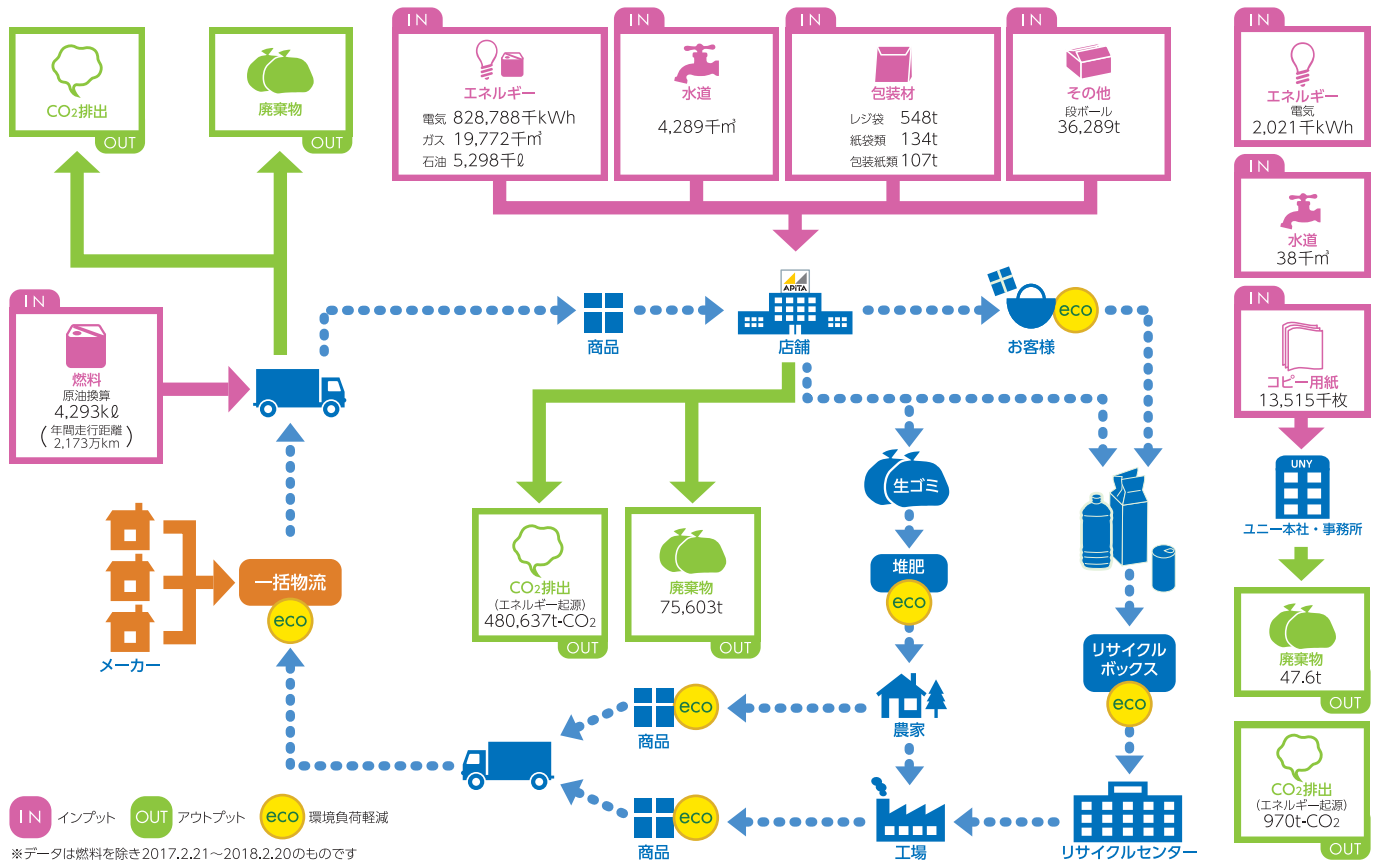 CO2排出
OUT
廃棄物
OUT
IN
エネルギー
電気 828,788千kWh
ガス 19,772千㎥
石油 5,298千ℓ
IN
水道
4,289千㎥
IN
包装材
レジ袋 548t
紙袋類 134t
包装紙類 107t
IN
その他
段ボール
36,289t
IN
エネルギー
電気
2,021千kWh
IN
水道
38千㎥
IN
コピー用紙
13,515千枚
UNY
ユニー本社・事務所
廃棄物
47.6t
OUT
CO2排出
(エネルギー起源)
970t-CO2
OUT
IN
燃料
原油換算
4,293kℓ
(年間走行距離
2,173万km)
商品
APiTA
店舗
eco
お客様
メーカー
一括物流
eco
CO2排出
(エネルギー起源)
480,637t-CO2
OUT
廃棄物
75,603t
OUT
生ゴミ
堆肥
eco
農家
リサイクル
ボックス
eco
リサイクルセンター
工場
eco
商品
eco
商品
IN インプット
OUT アウトプット
eco 環境負荷軽減
※データは燃料を除き2017.2.21～2018.2.20のものです